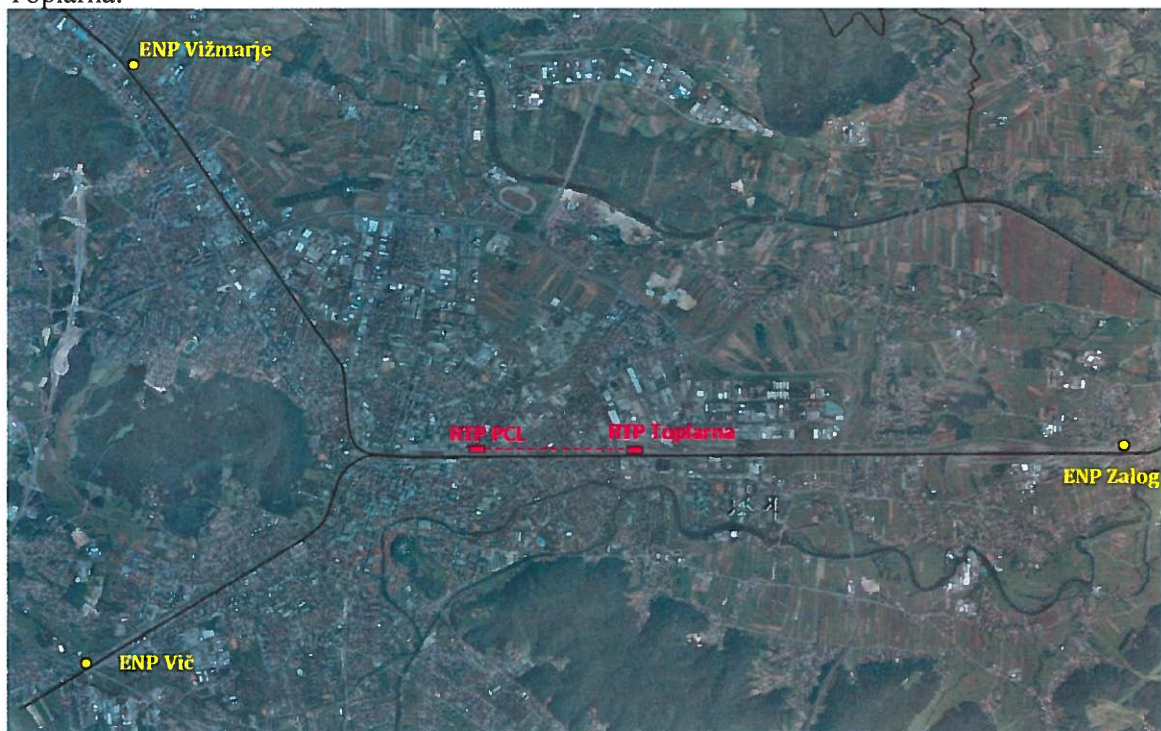 Toplarna.
ENP Vižmarje
RTP PCL
RTP Toplarna
ENP Zalog
ENP Vič